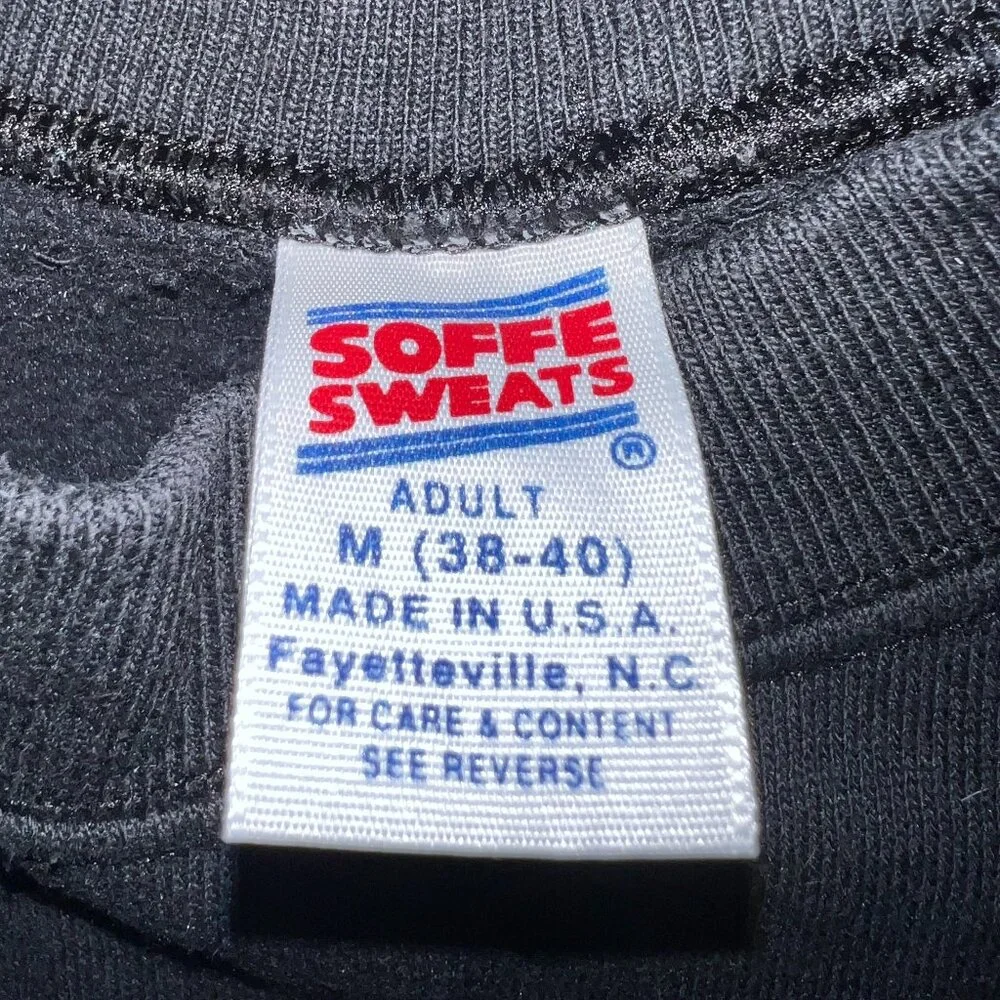 SOFFE
SWEATS
®
ADULT
M (38-40)
MADE IN U.S.A.
Fayetteville, N.C
FOR CARE & CONTENT
SEE REVERSE